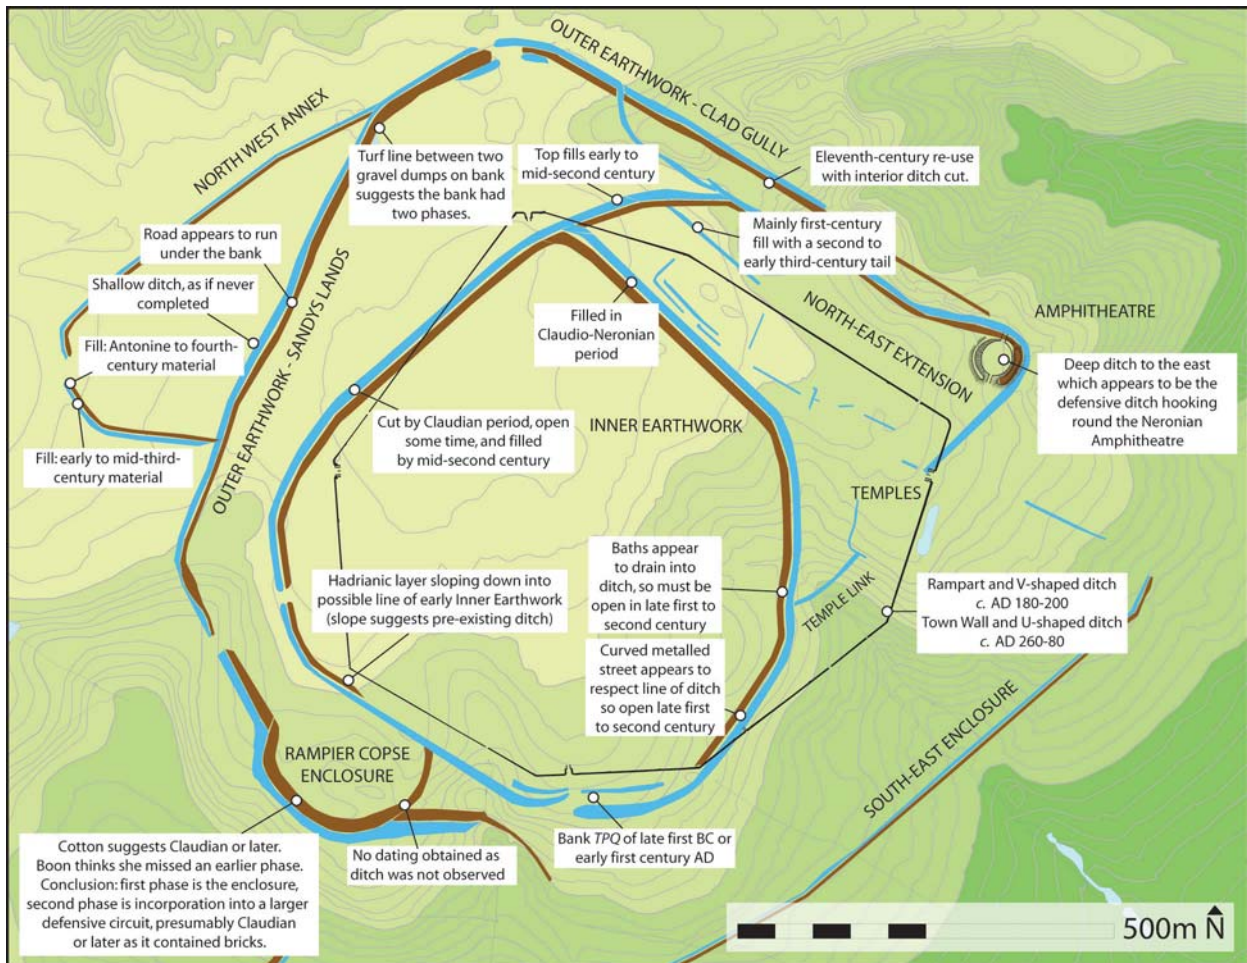 OUTER EARTHWORK - CLAD GULLY
NORTH WEST ANNEX
Turf line between two
gravel dumps on bank
suggests the bank had
two phases.
Top fills early to
mid-second century
Eleventh-century re-use
with interior ditch cut.
Mainly first-century
fill with a second to
early third-century tail
Road appears to run
under the bank
Shallow ditch, as if never
completed
Fill: Antonine to fourth-
century material
Fill: early to mid-third-
century material
OUTER EARTHWORK - SANDYS LANDS
Filled in
Claudio-Neronian
period
NORTH-EAST EXTENSION
AMPHITHEATRE
Deep ditch to the east
which appears to be the
defensive ditch hooking
round the Neronian
Amphitheatre
Cut by Claudian period, open
some time, and filled
by mid-second century
INNER EARTHWORK
TEMPLES
Baths appear
to drain into
ditch, so must be
open in late first to
second century
TEMPLE LINK
Rampart and V-shaped ditch
c. AD 180-200
Town Wall and U-shaped ditch
c. AD 260-80
Hadrianic layer sloping down into
possible line of early Inner Earthwork
(slope suggests pre-existing ditch)
Curved metalled
street appears to
respect line of ditch
so open late first
to second century
SOUTH-EAST ENCLOSURE
RAMPIER COPSE
ENCLOSURE
Cotton suggests Claudian or later.
Boon thinks she missed an earlier phase.
Conclusion: first phase is the enclosure,
second phase is incorporation into a larger
defensive circuit, presumably Claudian
or later as it contained bricks.
No dating obtained as
ditch was not observed
Bank TPQ of late first BC or
early first century AD
500m N